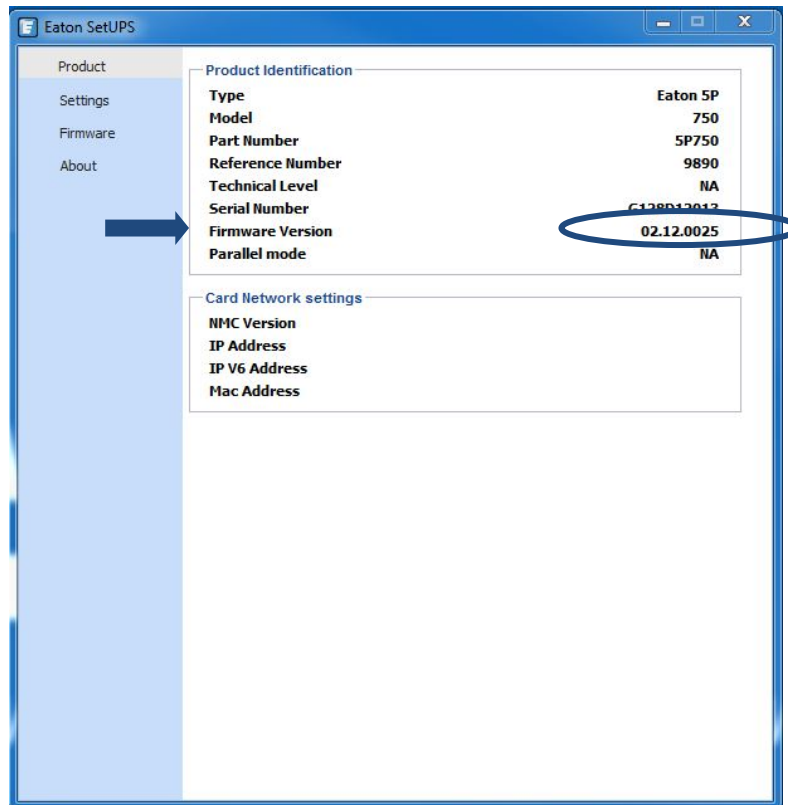 Eaton SetUPS
Product
Settings
Firmware
About
Product Identification
Type Eaton 5P
Model 750
Part Number 5P750
Reference Number 9890
Technical Level NA
Serial Number
Firmware Version 02.12.0025
Parallel mode NA
Card Network settings
NMC Version
IP Address
IP V6 Address
Mac Address